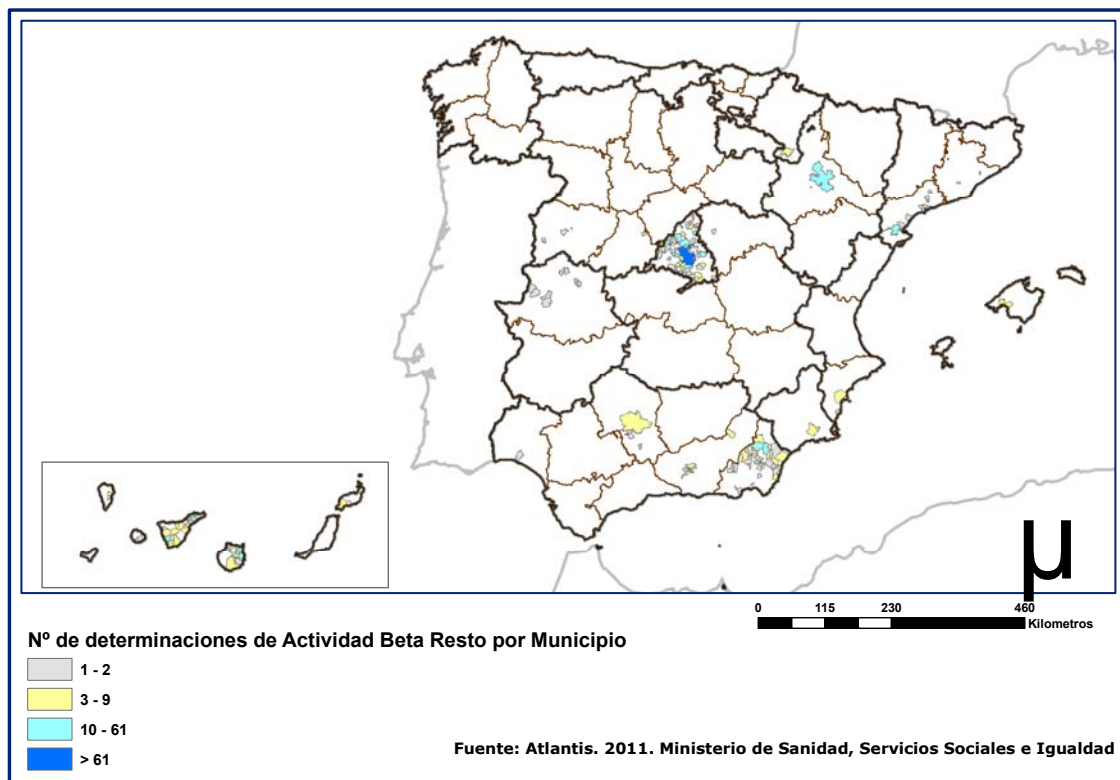 µ
0 115 230 460
Kilometros
Nº de determinaciones de Actividad Beta Resto por Municipio
1 - 2
3 - 9
10 - 61
> 61
Fuente: Atlantis. 2011. Ministerio de Sanidad, Servicios Sociales e Igualdad